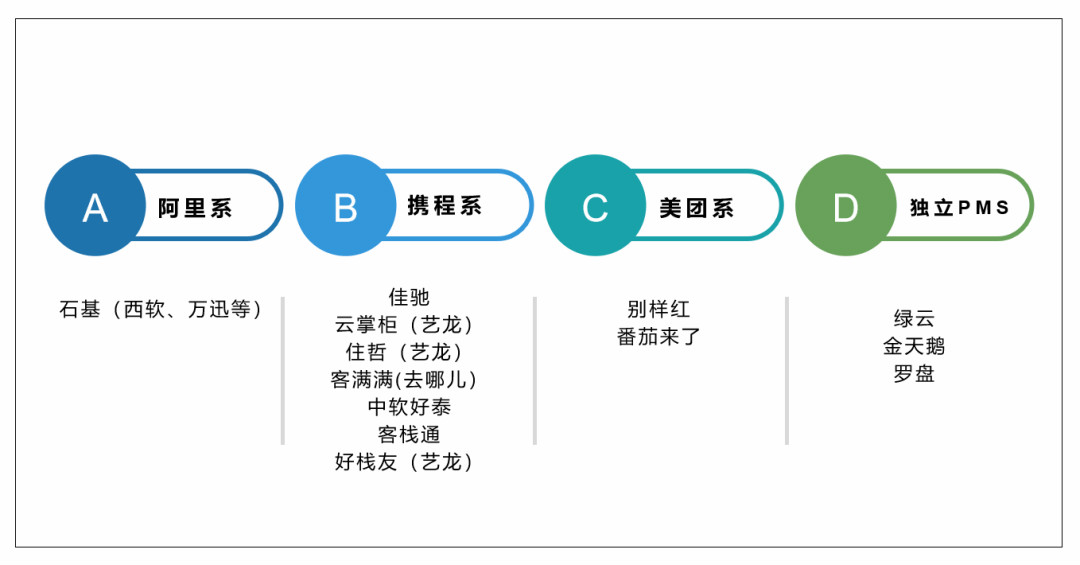 A
阿里系
石基（西软、万迅等）
B
携程系
佳驰
云掌柜（艺龙）
住哲（艺龙）
客满满(去哪儿)
中软好泰
客栈通
好栈友（艺龙）
C
美团系
别样红
番茄来了
D
独立PMS
绿云
金天鹅
罗盘